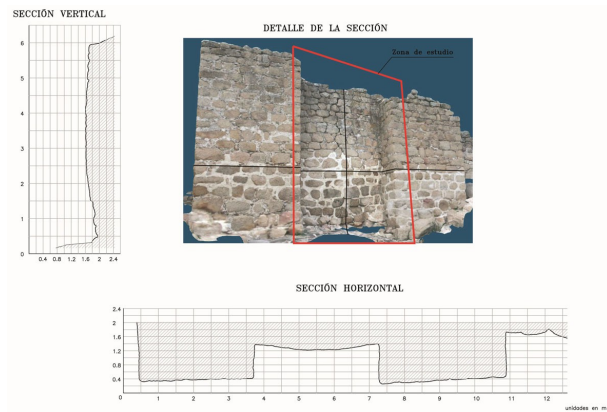 SECCIÓN VERTICAL
DETALLE DE LA SECCIÓN
Zona de estudio
6
5
4
3
2
1
0
0.4 0.8 1.2 1.6 2 2.4
SECCIÓN HORIZONTAL
2.4
2
1.6
1.2
0.8
0.4
0 1 2 3 4 5 6 7 8 9 10 11 12
unidades en m